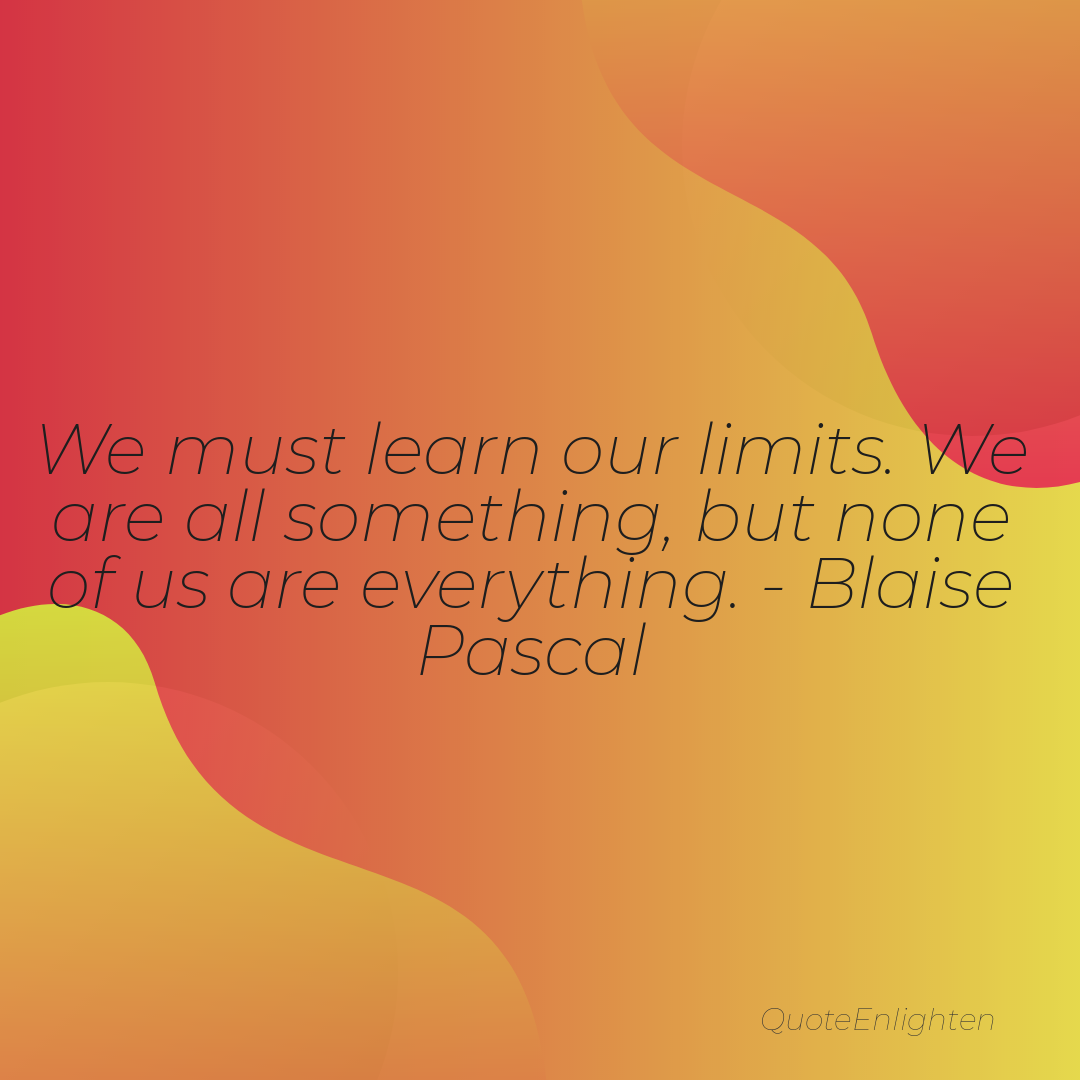 We must learn our limits. We
are all something, but none
of us are everything. - Blaise
Pascal
QuoteEnlighten